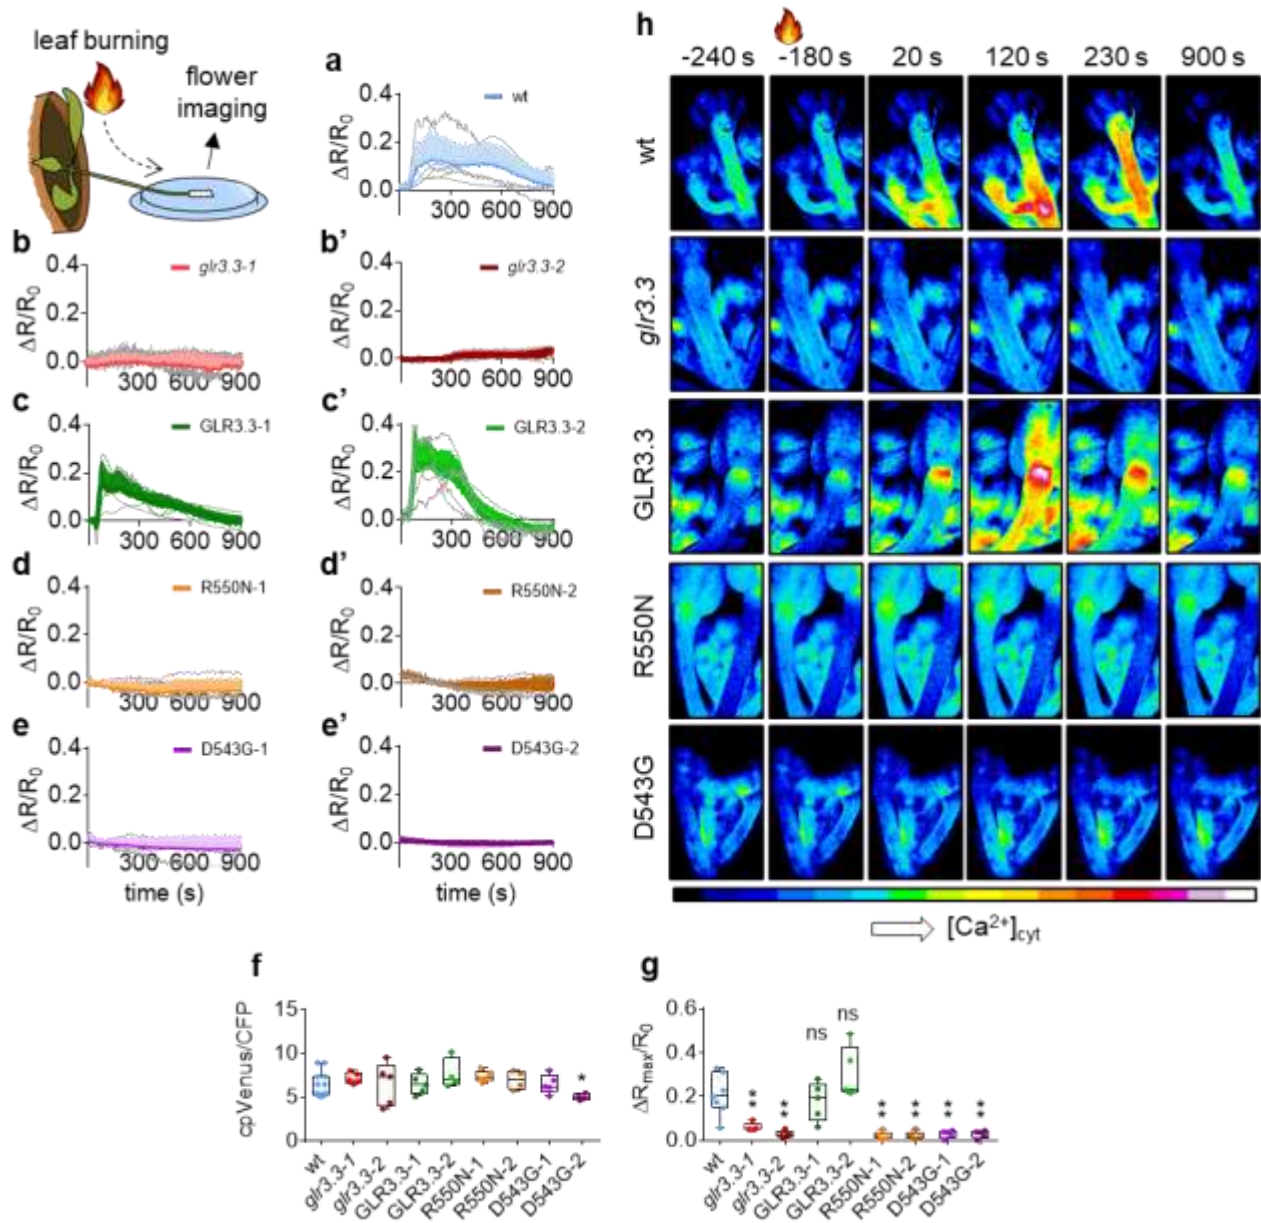 leaf burning
flower
imaging
a
0.4
0.2
0.0
ΔR/R0
wt
300 600 900
b
0.4
0.2
0.0
ΔR/R0
glr3.3-1
300 600 900
b'
0.4
0.2
0.0
ΔR/R0
glr3.3-2
300 600 900
c
0.4
0.2
0.0
ΔR/R0
GLR3.3-1
300 600 900
c'
0.4
0.2
0.0
ΔR/R0
GLR3.3-2
300 600 900
d
0.4
0.2
0.0
ΔR/R0
R550N-1
300 600 900
d'
0.4
0.2
0.0
ΔR/R0
R550N-2
300 600 900
e
0.4
0.2
0.0
ΔR/R0
D543G-1
300 600 900
time (s)
e'
0.4
0.2
0.0
ΔR/R0
D543G-2
300 600 900
time (s)
h
-240 s -180 s 20 s 120 s 230 s 900 s
wt
glr3.3
GLR3.3
R550N
D543G
[Ca2+]cyt
f
15
10
5
0
cpVenus/CFP
*
wt glr3.3-1 glr3.3-2 GLR3.3-1 GLR3.3-2 R550N-1 R550N-2 D543G-1 D543G-2
g
0.6
0.4
0.2
0.0
ΔRmax/R0
** ** ns ns ** ** ** **
wt glr3.3-1 glr3.3-2 GLR3.3-1 GLR3.3-2 R550N-1 R550N-2 D543G-1 D543G-2